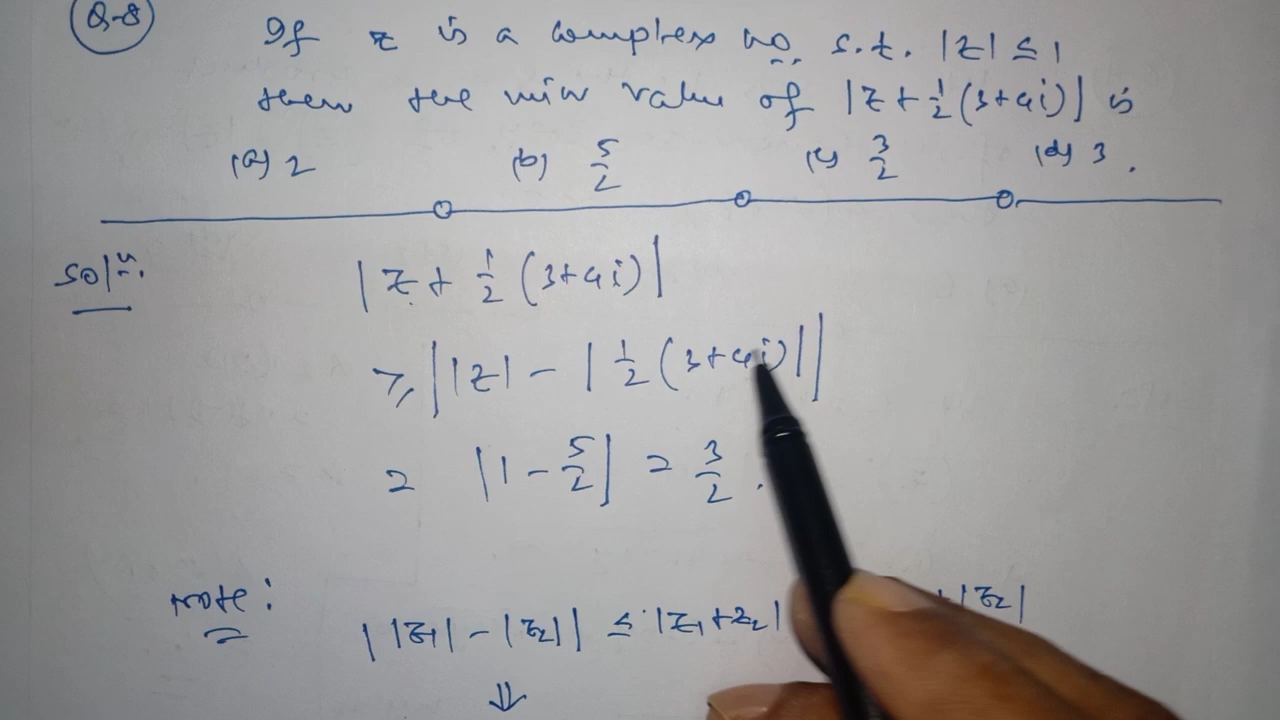 Q-8
If z is a complex no s.t. |z| ≤ 1
then the min value of |z + 1/2 (3+4i)| is
(a) 2 (b) 5/2 (c) 3/2 (d) 3.
Soln:
|z + 1/2 (3+4i)|
≥ ||z| - |1/2 (3+4i)||
= |1 - 5/2| = 3/2.
Note:
||z1| - |z2|| ≤ |z1+z2| + |z2|
⇓